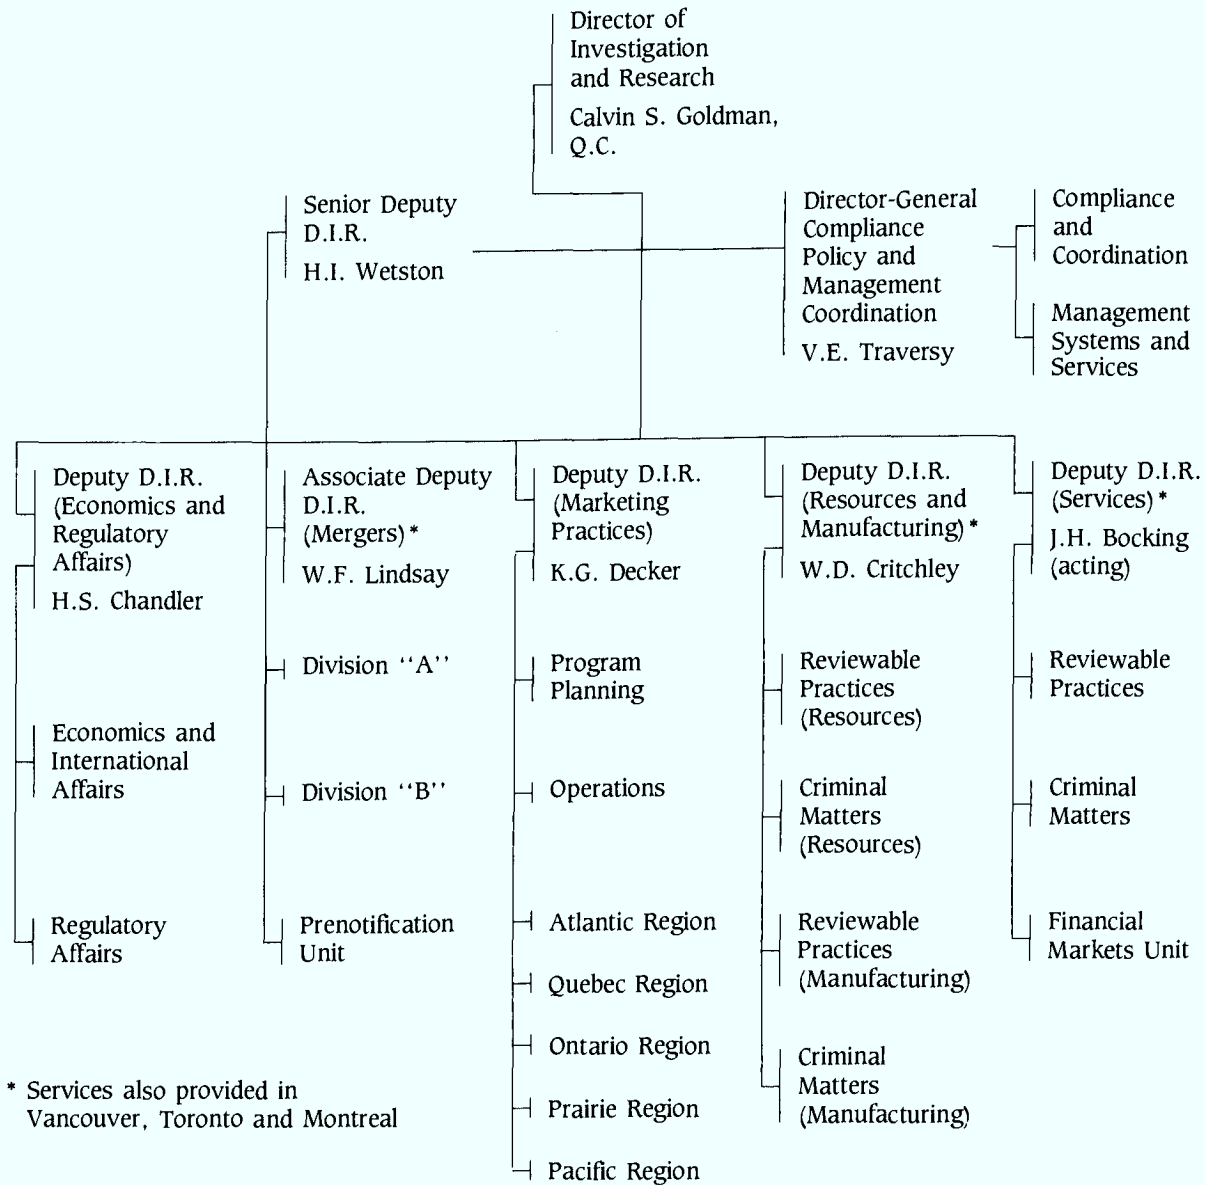 Director of
Investigation
and Research
Calvin S. Goldman,
Q.C.
Senior Deputy
D.I.R.
H.I. Wetston
Director-General
Compliance
Policy and
Management
Coordination
V.E. Traversy
Compliance
and
Coordination
Management
Systems and
Services
Deputy D.I.R.
(Economics and
Regulatory
Affairs)
H.S. Chandler
Economics and
International
Affairs
Regulatory
Affairs
Associate Deputy
D.I.R.
(Mergers)*
W.F. Lindsay
Division “A”
Division “B”
Prenotification
Unit
Deputy D.I.R.
(Marketing
Practices)
K.G. Decker
Program
Planning
Operations
Atlantic Region
Quebec Region
Ontario Region
Prairie Region
Pacific Region
Deputy D.I.R.
(Resources and
Manufacturing)*
W.D. Critchley
Reviewable
Practices
(Resources)
Criminal
Matters
(Resources)
Reviewable
Practices
(Manufacturing)
Criminal
Matters
(Manufacturing)
Deputy D.I.R.
(Services)*
J.H. Bocking
(acting)
Reviewable
Practices
Criminal
Matters
Financial
Markets Unit
* Services also provided in
Vancouver, Toronto and Montreal